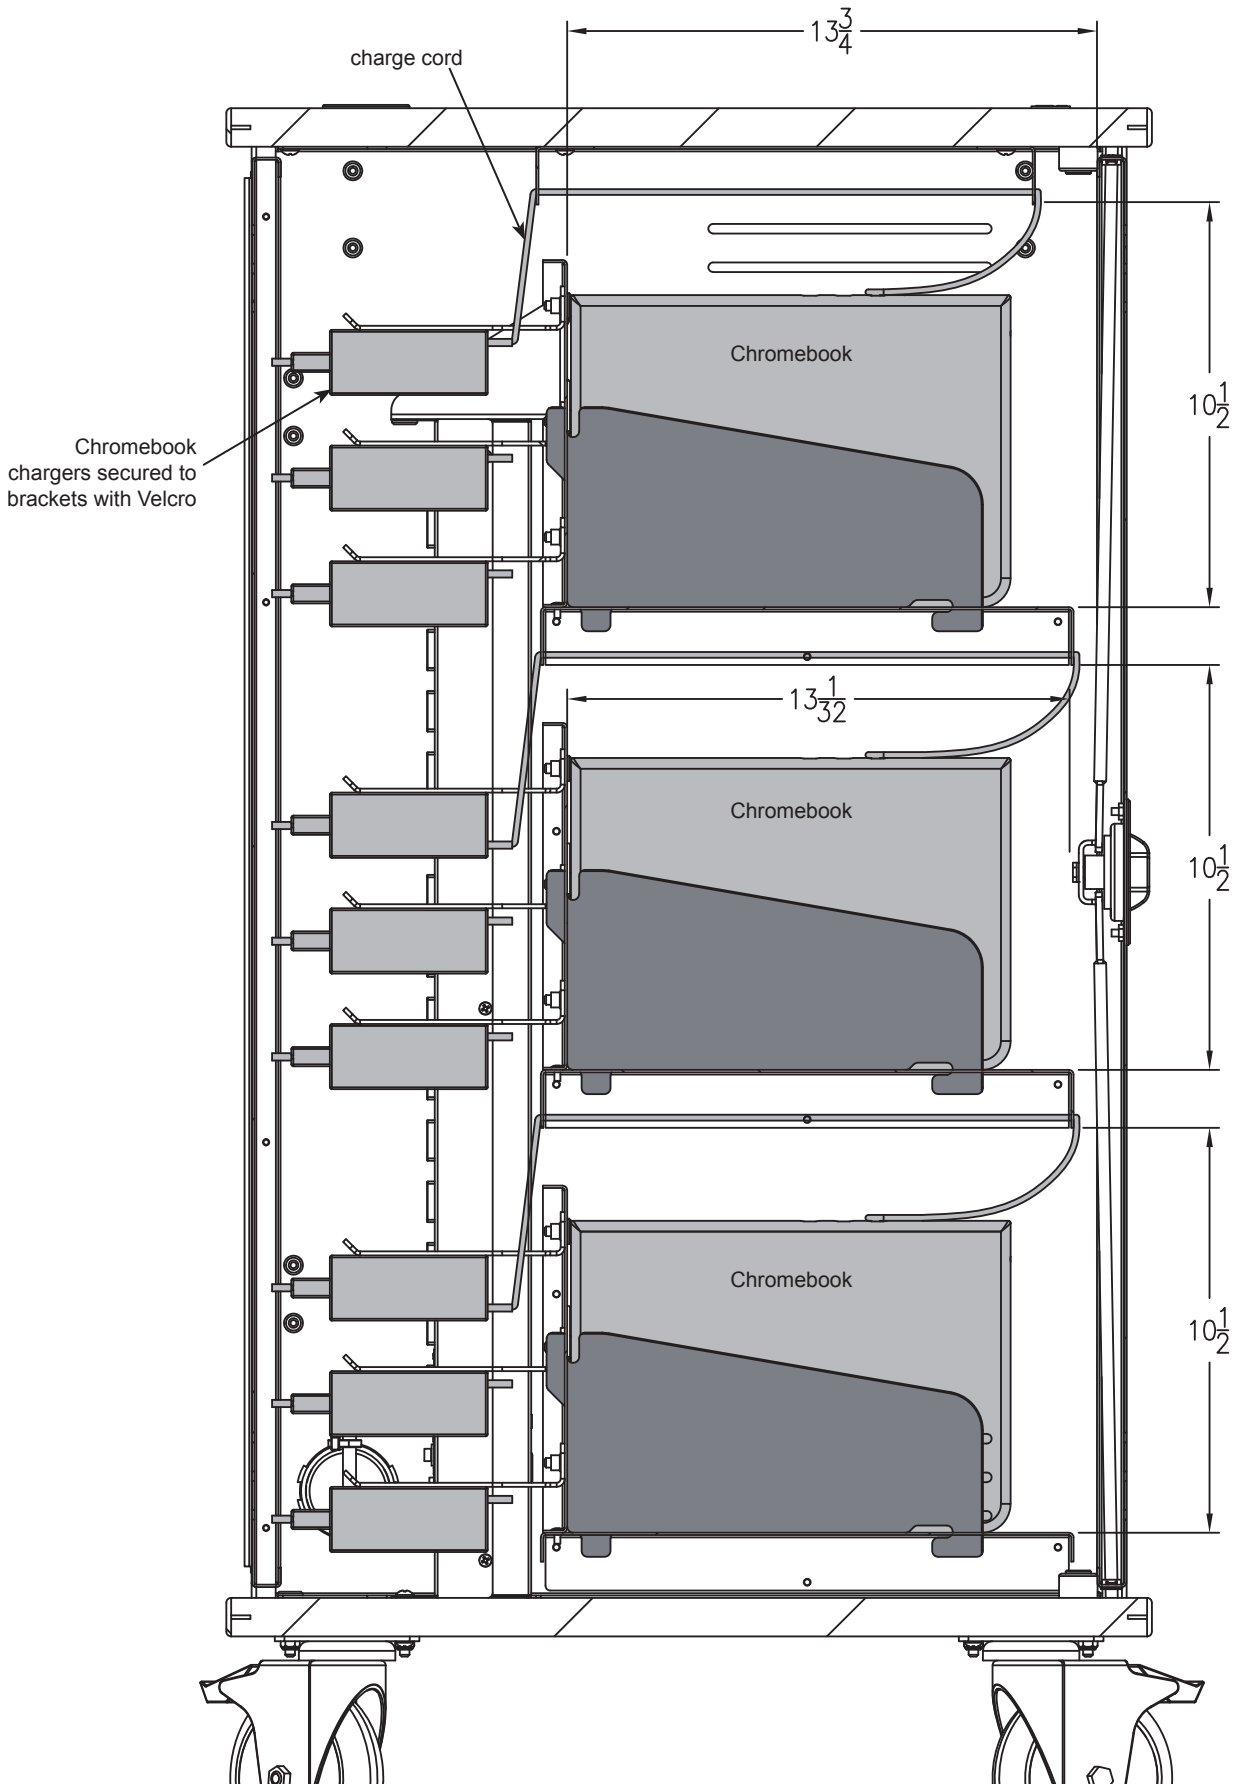 13 3/4
charge cord
Chromebook
10 1/2
Chromebook
chargers secured to
brackets with Velcro
13 1/32
Chromebook
10 1/2
Chromebook
10 1/2